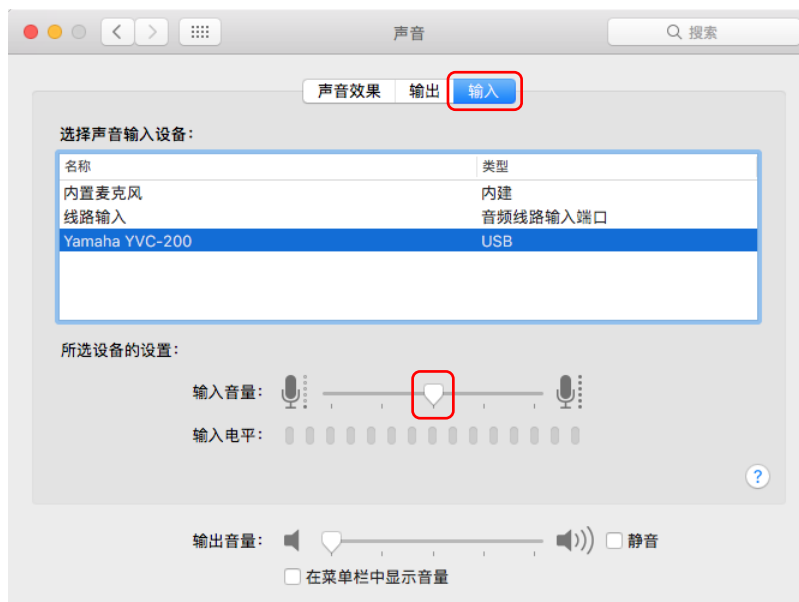 声音
搜索
声音效果 输出 输入
选择声音输入设备：
名称 类型
内置麦克风 内建
线路输入 音频线路输入端口
Yamaha YVC-200 USB
所选设备的设置：
输入音量：
输入电平：
?
输出音量： 静音
在菜单栏中显示音量